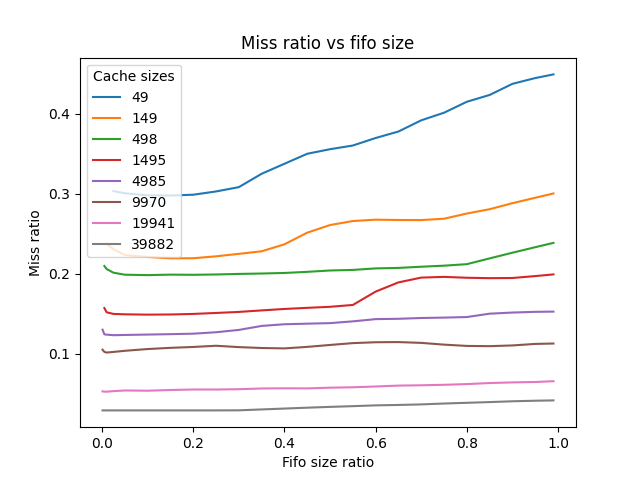 Miss ratio vs fifo size
Cache sizes
49
149
498
1495
4985
9970
19941
39882
Miss ratio
0.4
0.3
0.2
0.1
0.0 0.2 0.4 0.6 0.8 1.0
Fifo size ratio